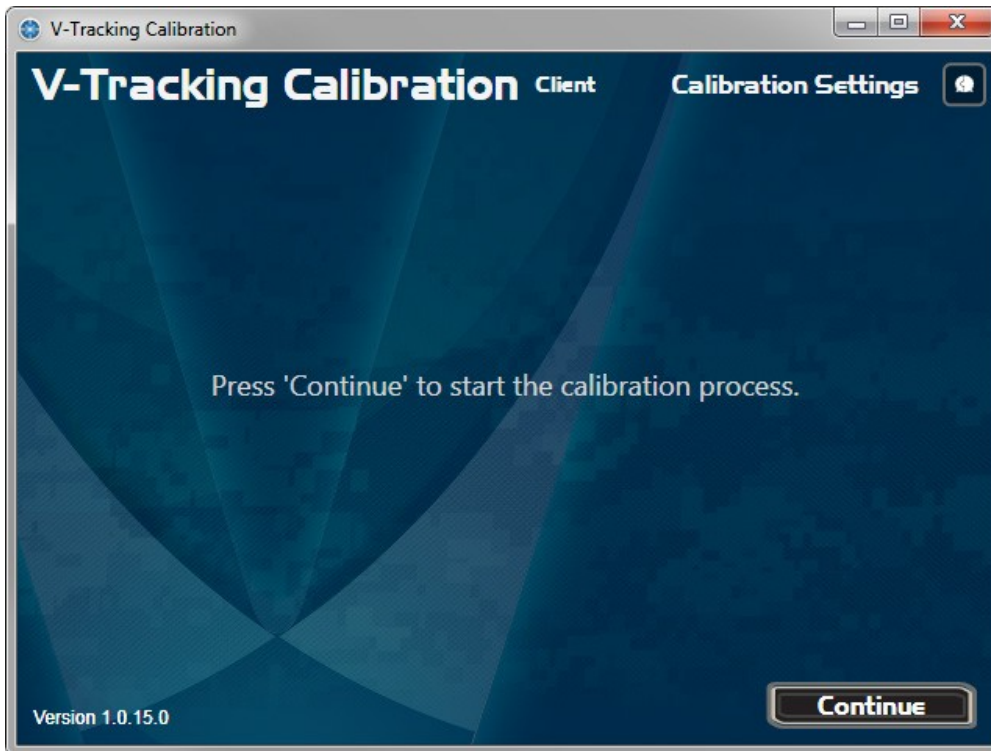 V-Tracking Calibration
V-Tracking Calibration Client Calibration Settings
Press 'Continue' to start the calibration process.
Version 1.0.15.0
Continue